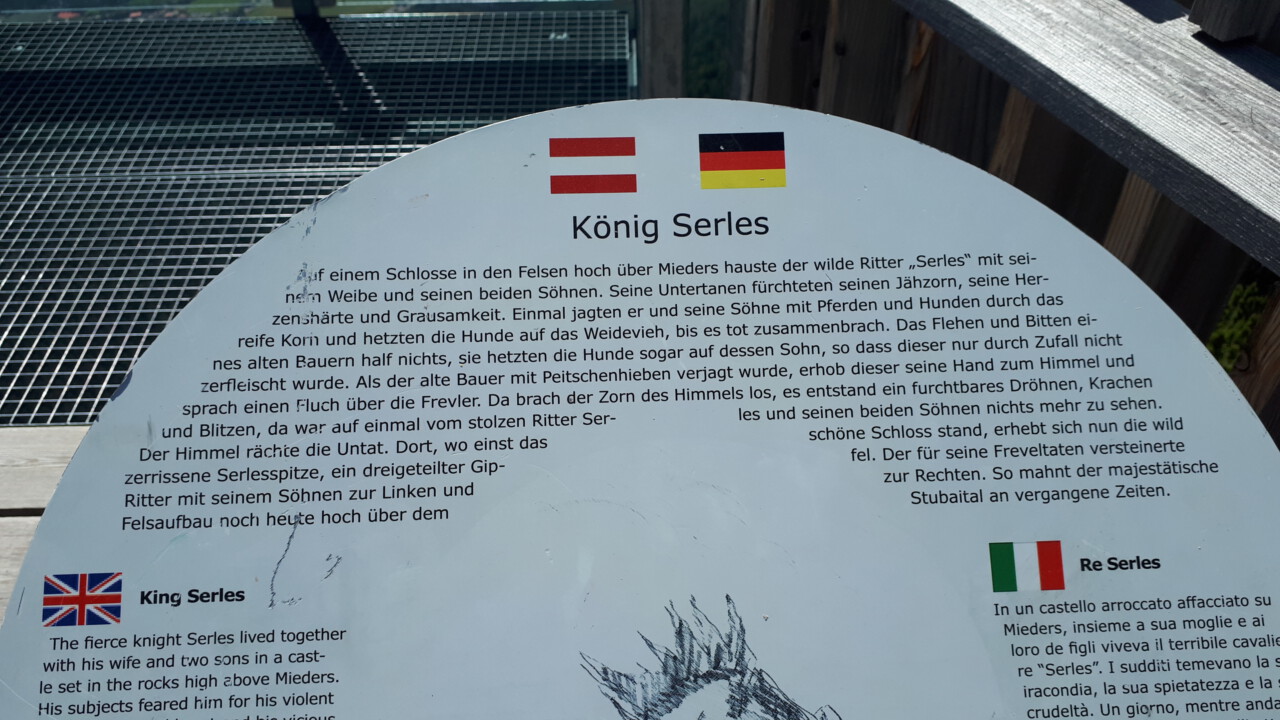 König Serles
Auf einem Schlosse in den Felsen hoch über Mieders hauste der wilde Ritter „Serles“ mit sei-
nem Weibe und seinen beiden Söhnen. Seine Untertanen fürchteten seinen Jähzorn, seine Her-
zenshärte und Grausamkeit. Einmal jagten er und seine Söhne mit Pferden und Hunden durch das
reife Korn und hetzten die Hunde auf das Weidevieh, bis es tot zusammenbrach. Das Flehen und Bitten ei-
nes alten Bauern half nichts, sie hetzten die Hunde sogar auf dessen Sohn, so dass dieser nur durch Zufall nicht
zerfleischt wurde. Als der alte Bauer mit Peitschenhieben verjagt wurde, erhob dieser seine Hand zum Himmel und
sprach einen Fluch über die Frevler. Da brach der Zorn des Himmels los, es entstand ein furchtbares Dröhnen, Krachen
und Blitzen, da war auf einmal vom stolzen Ritter Ser- les und seinen beiden Söhnen nichts mehr zu sehen.
Der Himmel rächte die Untat. Dort, wo einst das schöne Schloss stand, erhebt sich nun die wild
zerrissene Serlesspitze, ein dreigeteilter Gip- fel. Der für seine Freveltaten versteinerte
Ritter mit seinem Söhnen zur Linken und zur Rechten. So mahnt der majestätische
Felsaufbau noch heute hoch über dem Stubaital an vergangene Zeiten.
King Serles
The fierce knight Serles lived together
with his wife and two sons in a cast-
le set in the rocks high above Mieders.
His subjects feared him for his violent
Re Serles
In un castello arroccato affacciato su
Mieders, insieme a sua moglie e ai
loro de figli viveva il terribile cavalie
re “Serles”. I sudditi temevano la s
iracondia, la sua spietatezza e la s
crudeltà. Un giorno, mentre anda